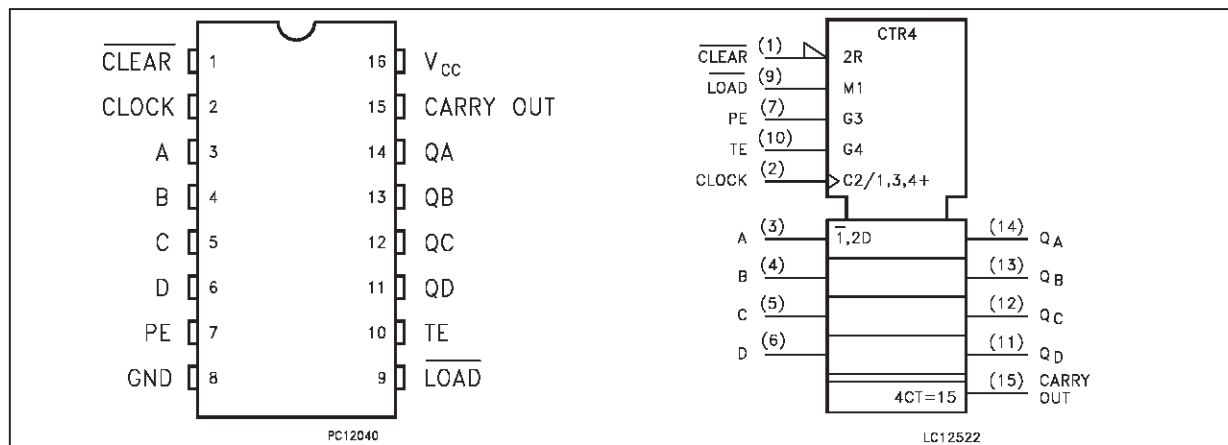 CLEAR 1 16 VCC
CLOCK 2 15 CARRY OUT
A 3 14 QA
B 4 13 QB
C 5 12 QC
D 6 11 QD
PE 7 10 TE
GND 8 9 LOAD
PC12040
CTR4
CLEAR (1) 2R
LOAD (9) M1
PE (7) G3
TE (10) G4
CLOCK (2) C2/1,3,4+
A (3) 1̅,2D (14) QA
B (4) (13) QB
C (5) (12) QC
D (6) (11) QD
4CT=15 (15) CARRY
OUT
LC12522